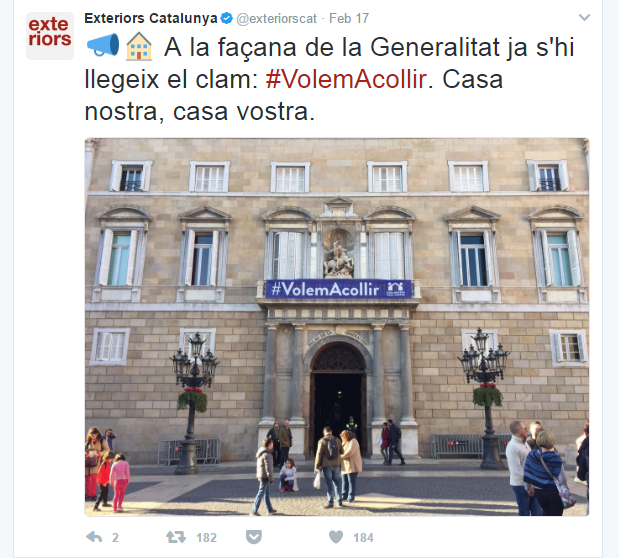 exte
riors
Exteriors Catalunya @exteriorscat · Feb 17
A la façana de la Generalitat ja s'hi
llegeix el clam: #VolemAcollir. Casa
nostra, casa vostra.
#VolemAcollir
2 182 184